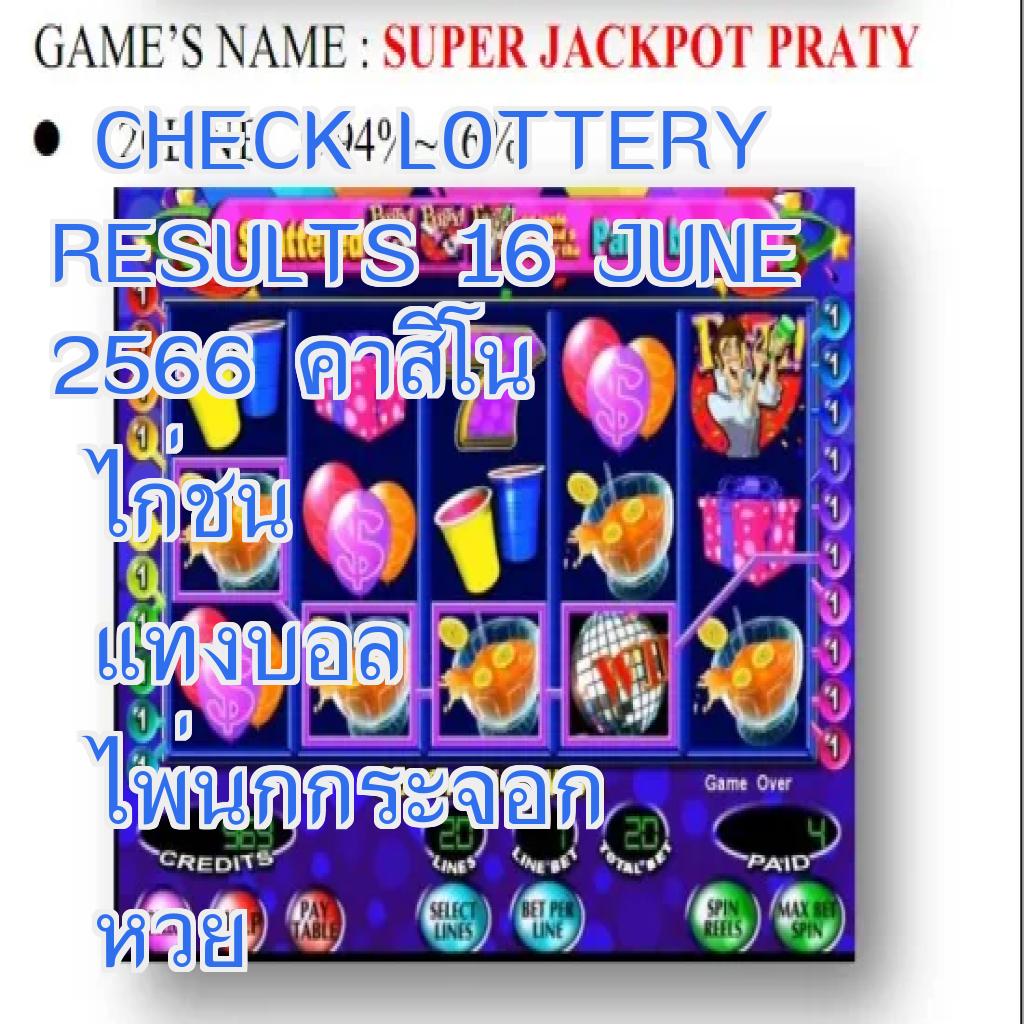 GAME'S NAME : SUPER JACKPOT PRATY
CHECK LOTTERY
94%~
RESULTS 16 JUNE
2566 คาสิโน
ไก่ชน
แทงบอล
ไพ่นกกระจอก
หวย
Game Over
20
1
20
4
CREDITS
LINES
LINE BET
TOTAL BET
PAID
PAY TABLE
SELECT LINES
BET PER LINE
SPIN REELS
MAX BET SPIN